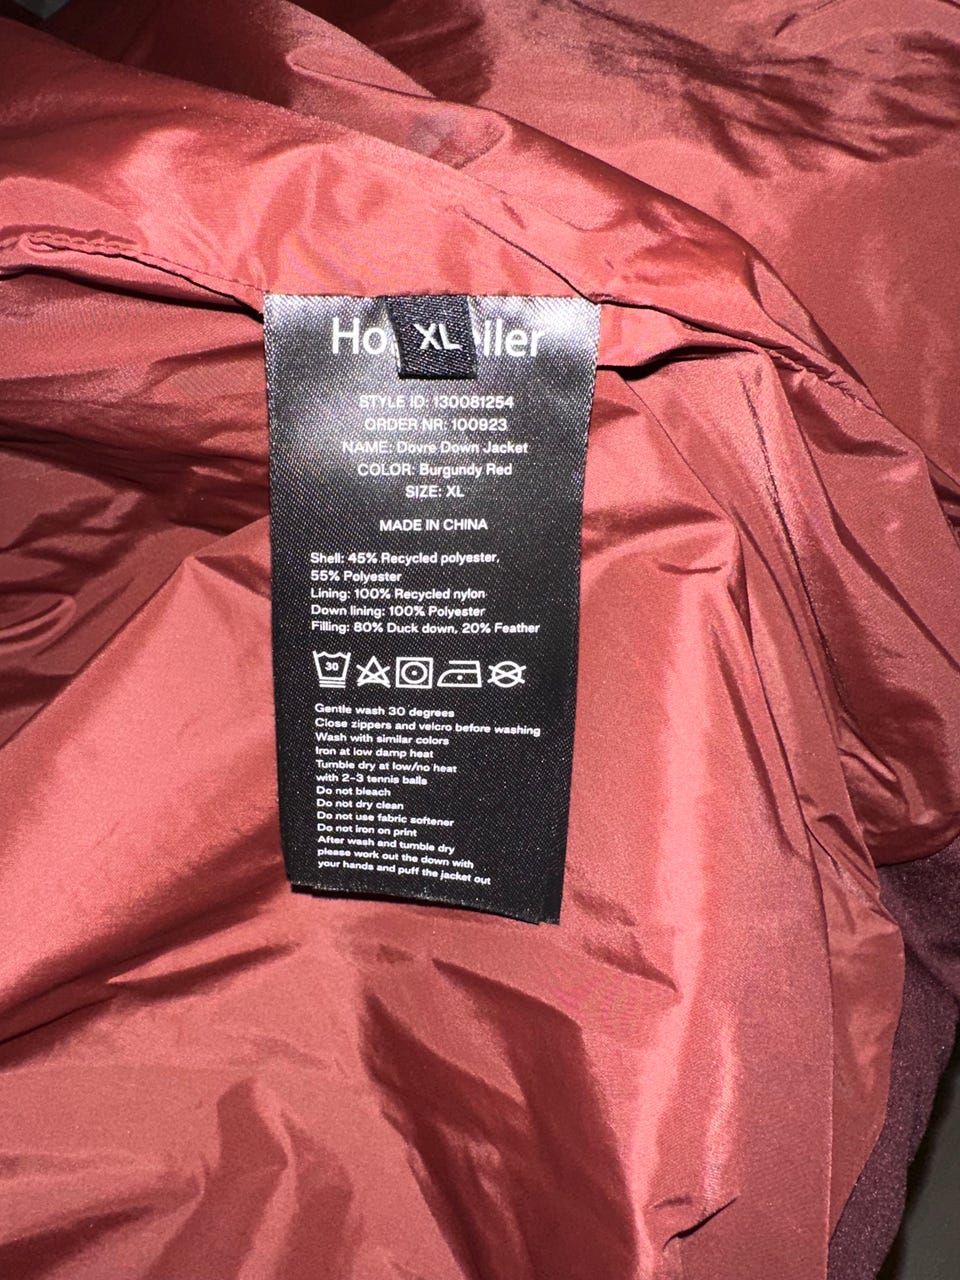 Ho XL ller
STYLE ID: 130081254
ORDER NR: 100923
NAME: Dovre Down Jacket
COLOR: Burgundy Red
SIZE: XL
MADE IN CHINA
Shell: 45% Recycled polyester,
55% Polyester
Lining: 100% Recycled nylon
Down lining: 100% Polyester
Filling: 80% Duck down, 20% Feather
30
Gentle wash 30 degrees
Close zippers and velcro before washing
Wash with similar colors
Iron at low damp heat
Tumble dry at low/no heat
with 2-3 tennis balls
Do not bleach
Do not dry clean
Do not use fabric softener
Do not iron on print
After wash and tumble dry
please work out the down with
your hands and puff the jacket out